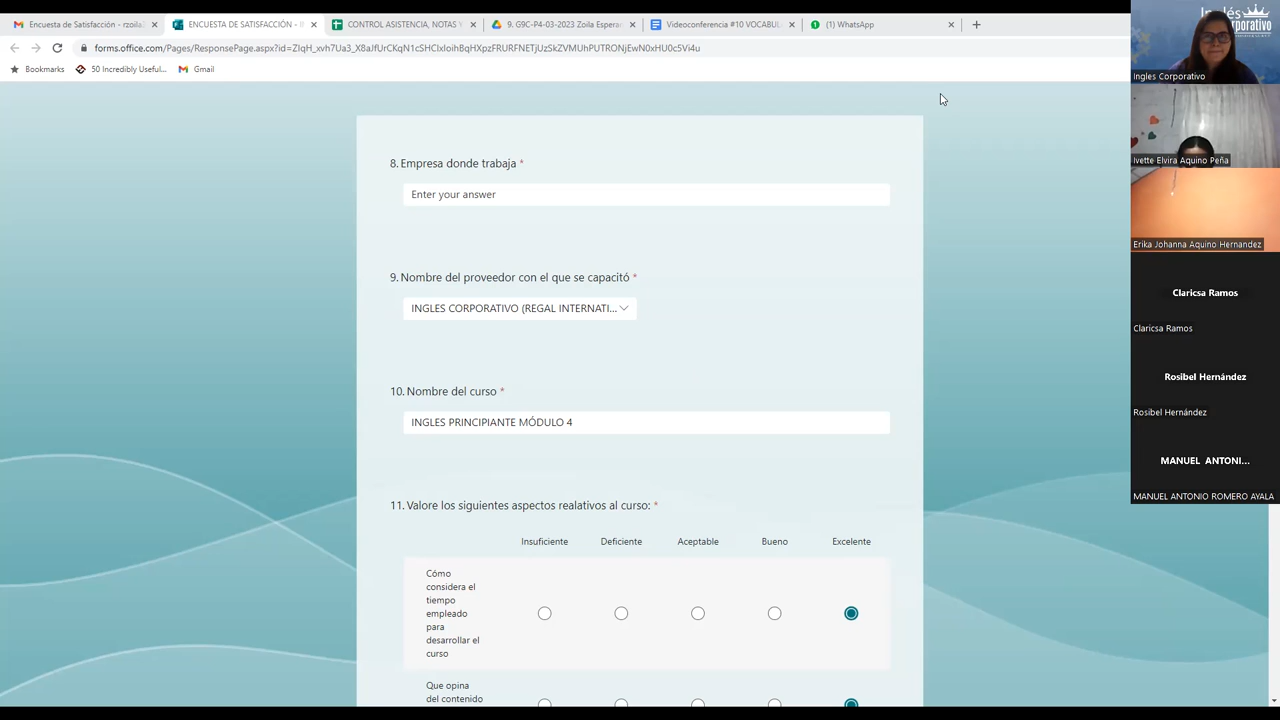 Encuesta de Satisfacción - rzoila3
ENCUESTA DE SATISFACCIÓN - IN
CONTROL ASISTENCIA, NOTAS Y
9. G9C-P4-03-2023 Zoila Esperan
Videoconferencia #10 VOCABUL
(1) WhatsApp
forms.office.com/Pages/ResponsePage.aspx?id=
Bookmarks
50 Incredibly Useful...
Gmail
8. Empresa donde trabaja *
Enter your answer
9. Nombre del proveedor con el que se capacitó *
INGLES CORPORATIVO (REGAL INTERNATI...
10. Nombre del curso *
INGLES PRINCIPIANTE MÓDULO 4
11. Valore los siguientes aspectos realativos al curso: *
Insuficiente Deficiente Aceptable Bueno Excelente
Cómo
considera el
tiempo
empleado
para
desarrollar el
curso
Que opina
del contenido
Inglés
Corporativo
Ingles Corporativo
Ivette Elvira Aquino Peña
Erika Johanna Aquino Hernandez
Claricsa Ramos
Claricsa Ramos
Rosibel Hernández
Rosibel Hernández
MANUEL ANTONI...
MANUEL ANTONIO ROMERO AYALA